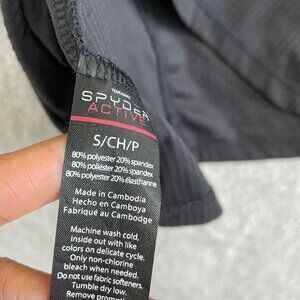 SPYDER
ACTIVE
S/CH/P
80% polyester 20% spandex
80% poliéster 20% spandex
80% polyester 20% élasthanne
Made in Cambodia
Hecho en Camboya
Fabriqué au Cambodge
Machine wash cold,
inside out with like
colors on delicate cycle.
Only non-chlorine
bleach when needed.
Do not use fabric softeners.
Tumble dry low.
Remove